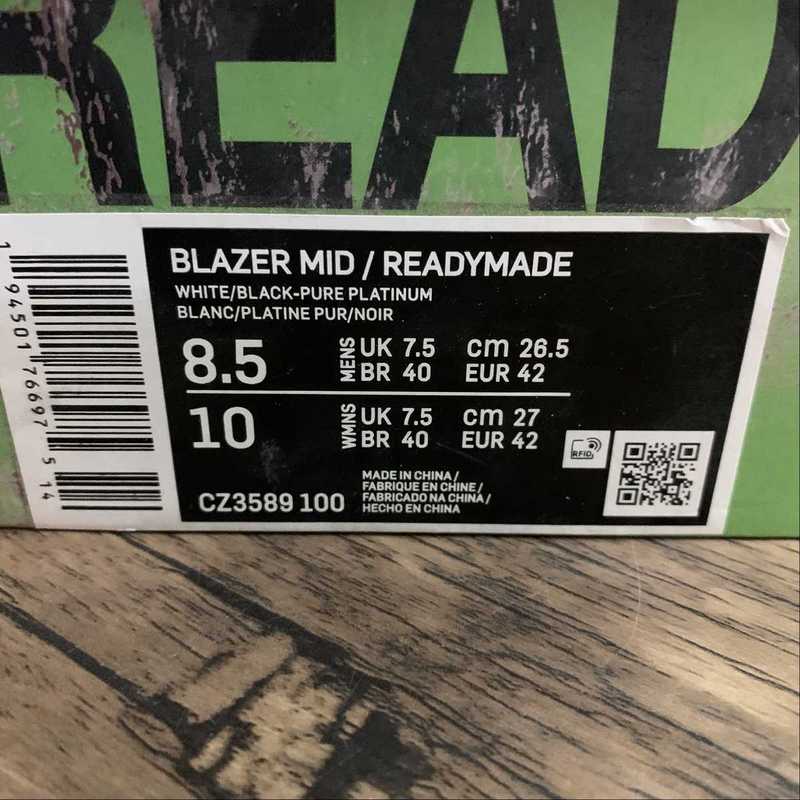 READ
BLAZER MID / READYMADE
WHITE/BLACK-PURE PLATINUM
BLANC/PLATINE PUR/NOIR
8.5 MENS UK 7.5 cm 26.5
BR 40 EUR 42
10 WMNS UK 7.5 cm 27
BR 40 EUR 42
RFID
CZ3589 100
MADE IN CHINA /
FABRIQUE EN CHINE /
FABRICADO NA CHINA /
HECHO EN CHINA
1 94501 76697 5 14